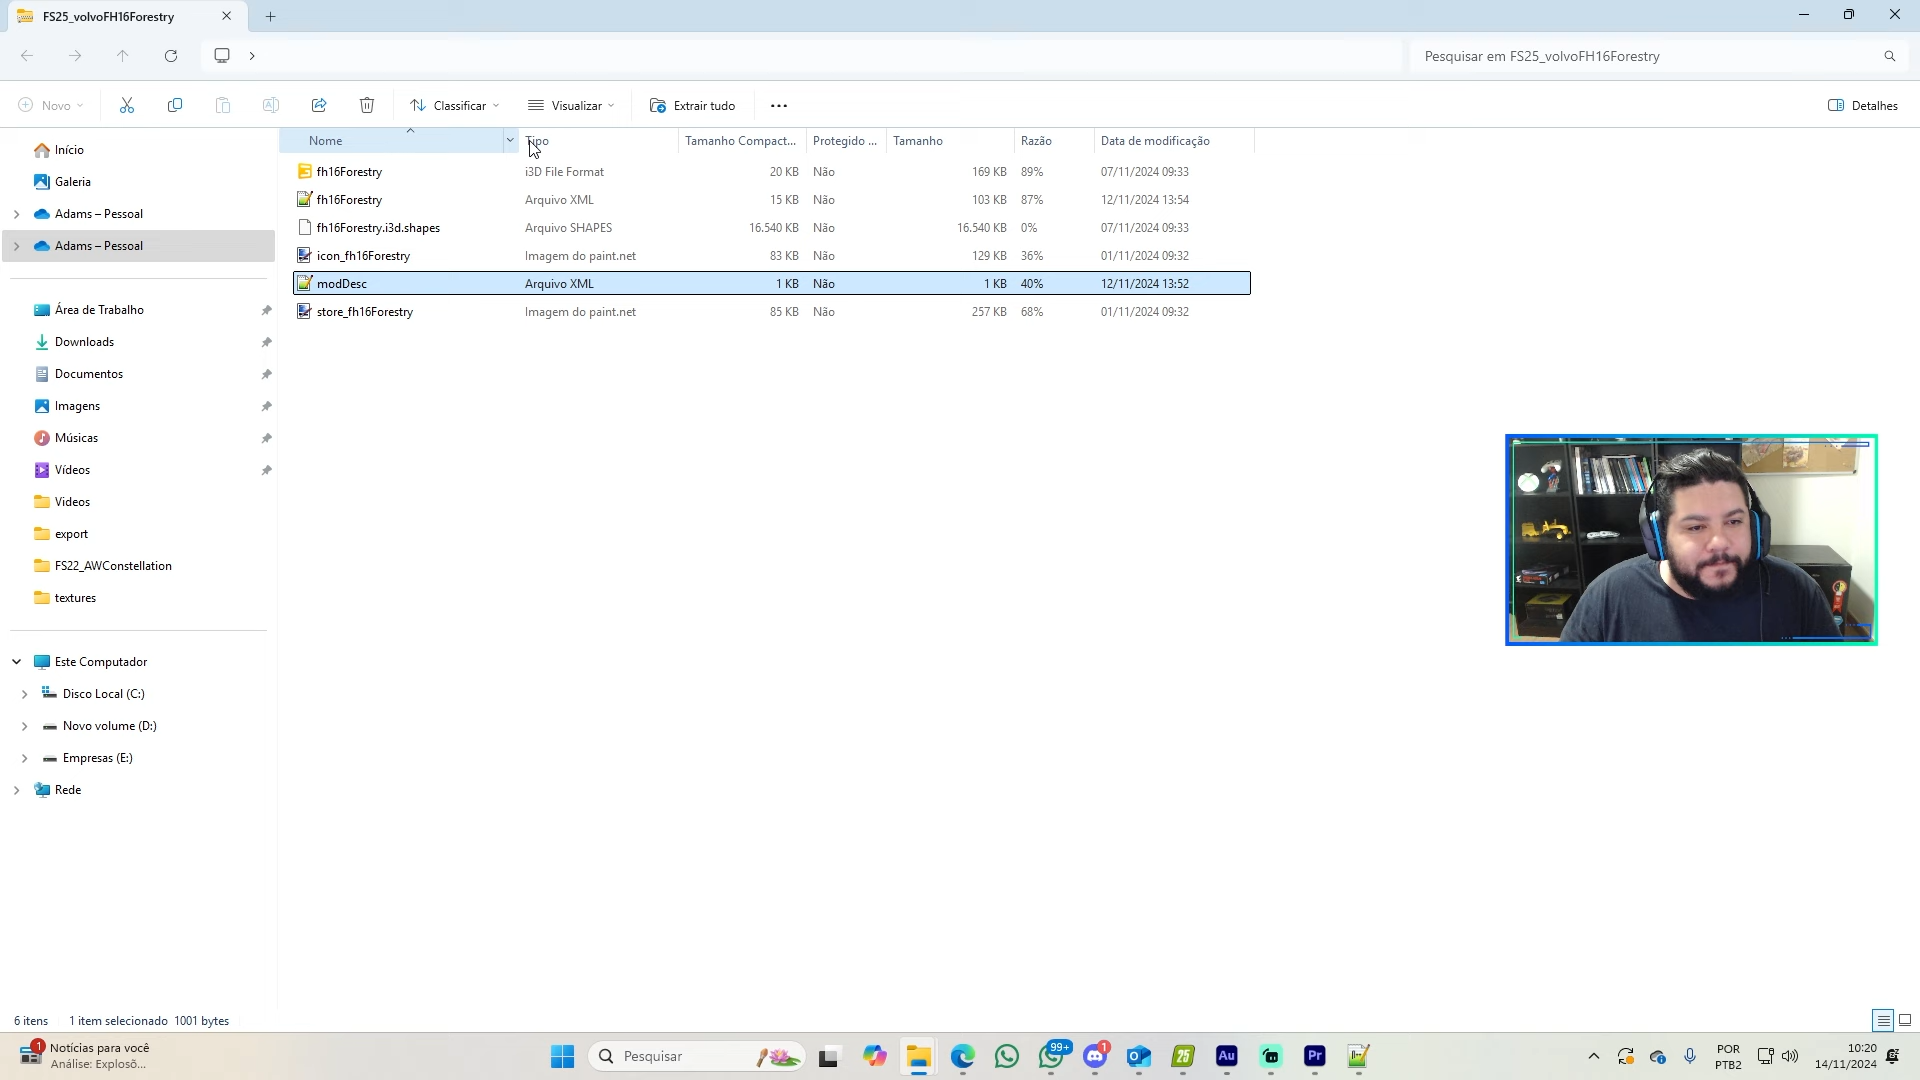 FS25_volvoFH16Forestry
Pesquisar em FS25_volvoFH16Forestry
Novo
Classificar
Visualizar
Extrair tudo
Detalhes
Nome Tipo Tamanho Compact... Protegido ... Tamanho Razão Data de modificação
fh16Forestry i3D File Format 20 KB Não 169 KB 89% 07/11/2024 09:33
fh16Forestry Arquivo XML 15 KB Não 103 KB 87% 12/11/2024 13:54
fh16Forestry.i3d.shapes Arquivo SHAPES 16.540 KB Não 16.540 KB 0% 07/11/2024 09:33
icon_fh16Forestry Imagem do paint.net 83 KB Não 129 KB 36% 01/11/2024 09:32
modDesc Arquivo XML 1 KB Não 1 KB 40% 12/11/2024 13:52
store_fh16Forestry Imagem do paint.net 85 KB Não 257 KB 68% 01/11/2024 09:32
Início
Galeria
Adams – Pessoal
Adams – Pessoal
Área de Trabalho
Downloads
Documentos
Imagens
Músicas
Vídeos
Videos
export
FS22_AWConstellation
textures
Este Computador
Disco Local (C:)
Novo volume (D:)
Empresas (E:)
Rede
6 itens 1 item selecionado 1001 bytes
1
Notícias para você
Análise: Explosõ...
Pesquisar
99+
1
25
Au
Pr
POR
PTB2
10:20
14/11/2024